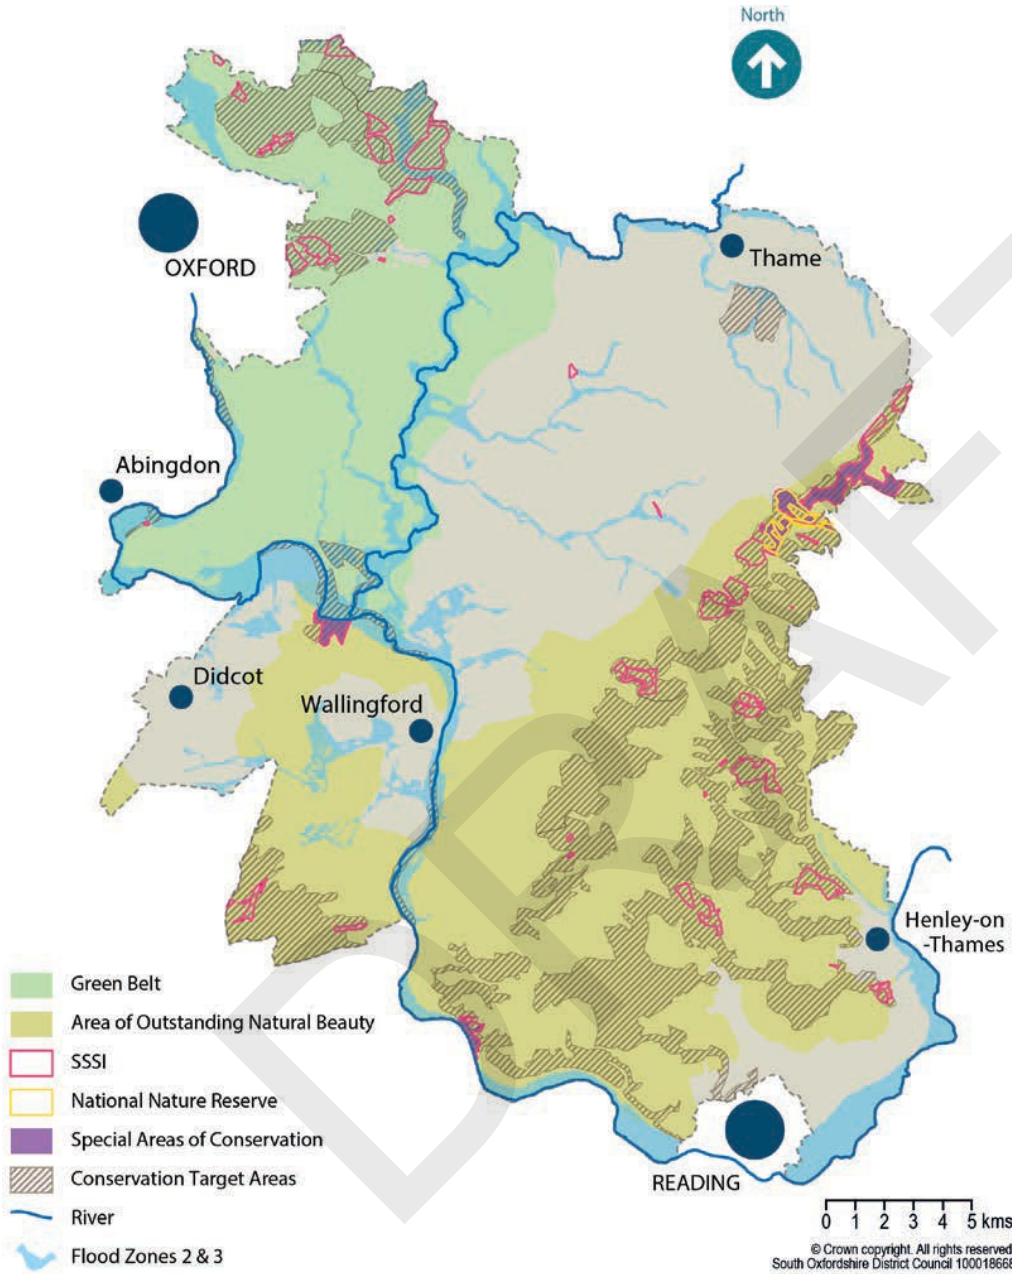 North
OXFORD
Thame
Abingdon
Didcot
Wallingford
Henley-on
-Thames
READING
Green Belt
Area of Outstanding Natural Beauty
SSSI
National Nature Reserve
Special Areas of Conservation
Conservation Target Areas
River
Flood Zones 2 & 3
0 1 2 3 4 5 kms
© Crown copyright. All rights reserved
South Oxfordshire District Council 100018668
DRAFT